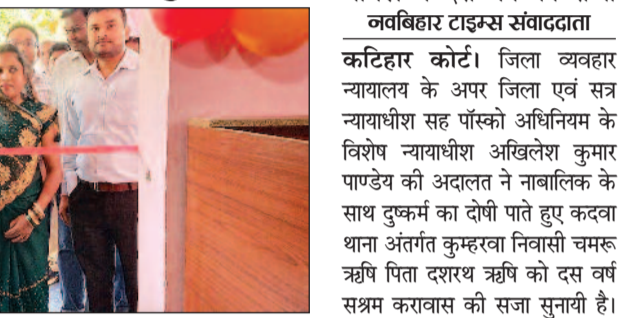 नवबिहार टाइम्स संवाददाता
कटिहार कोर्ट। जिला व्यवहार
न्यायालय के अपर जिला एवं सत्र
न्यायाधीश सह पॉस्को अधिनियम के
विशेष न्यायाधीश अखिलेश कुमार
पाण्डेय की अदालत ने नाबालिक के
साथ दुष्कर्म का दोषी पाते हुए कदवा
थाना अंतर्गत कुम्हरवा निवासी चमरू
ऋषि पिता दशरथ ऋषि को दस वर्ष
सश्रम करावास की सजा सुनायी है।